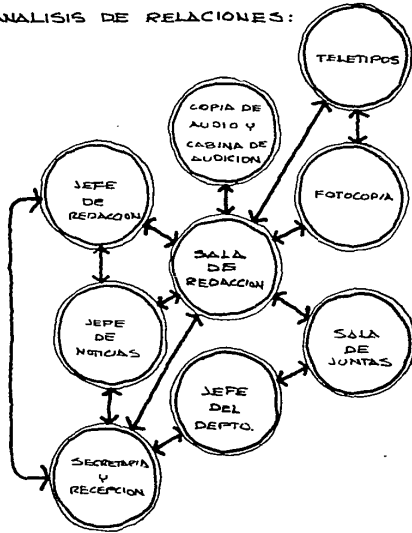 ANALISIS DE RELACIONES:
TELETIPOS
COPIA DE
AUDIO Y
CABINA DE
AUDICION
JEFE
DE
REDACCION
FOTOCOPIA
SALA
DE
REDACCION
JEFE
DE
NOTICIAS
SALA
DE
JUNTAS
JEFE
DEL
DEPTO.
SECRETARIA
Y
RECEPCION